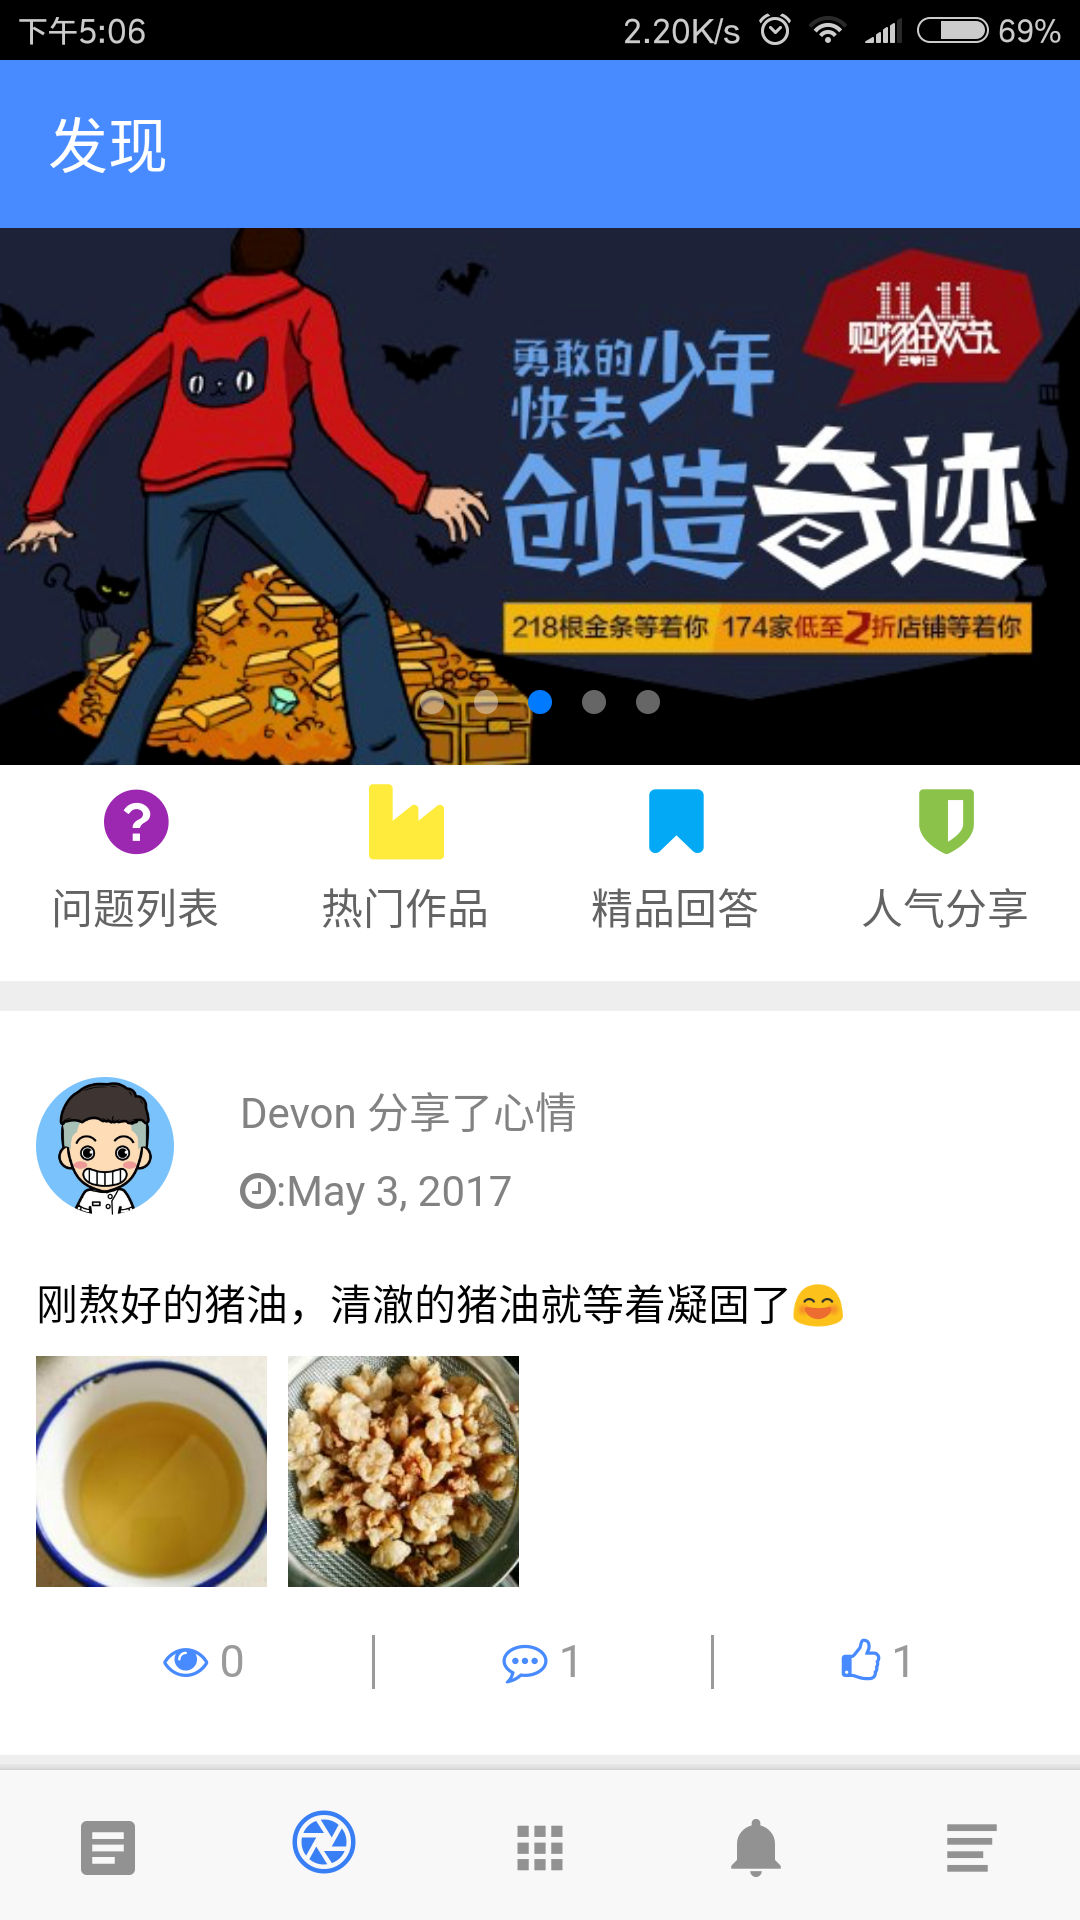 下午5:06 2.20K/s 69%
发现
11.11
购物狂欢节
2013
勇敢的少年
快去
创造奇迹
218根金条等着你 174家低至2折店铺等着你
问题列表 热门作品 精品回答 人气分享
Devon 分享了心情
:May 3, 2017
刚熬好的猪油，清澈的猪油就等着凝固了😊
0 1 1